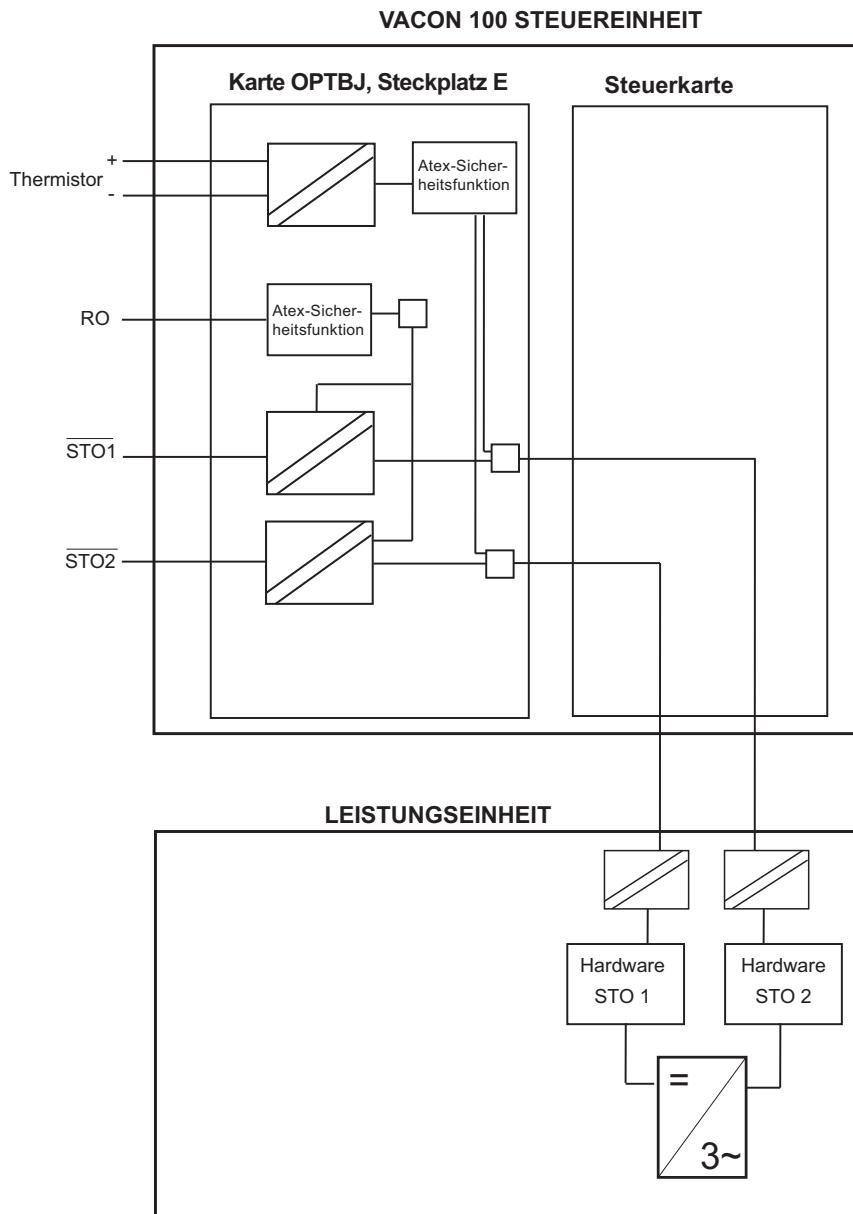 VACON 100 STEUEREINHEIT
Karte OPTBJ, Steckplatz E
Steuerkarte
Thermistor
+
-
Atex-Sicher-
heitsfunktion
RO
Atex-Sicher-
heitsfunktion
STO1
STO2
LEISTUNGSEINHEIT
Hardware
STO 1
Hardware
STO 2
=
3~